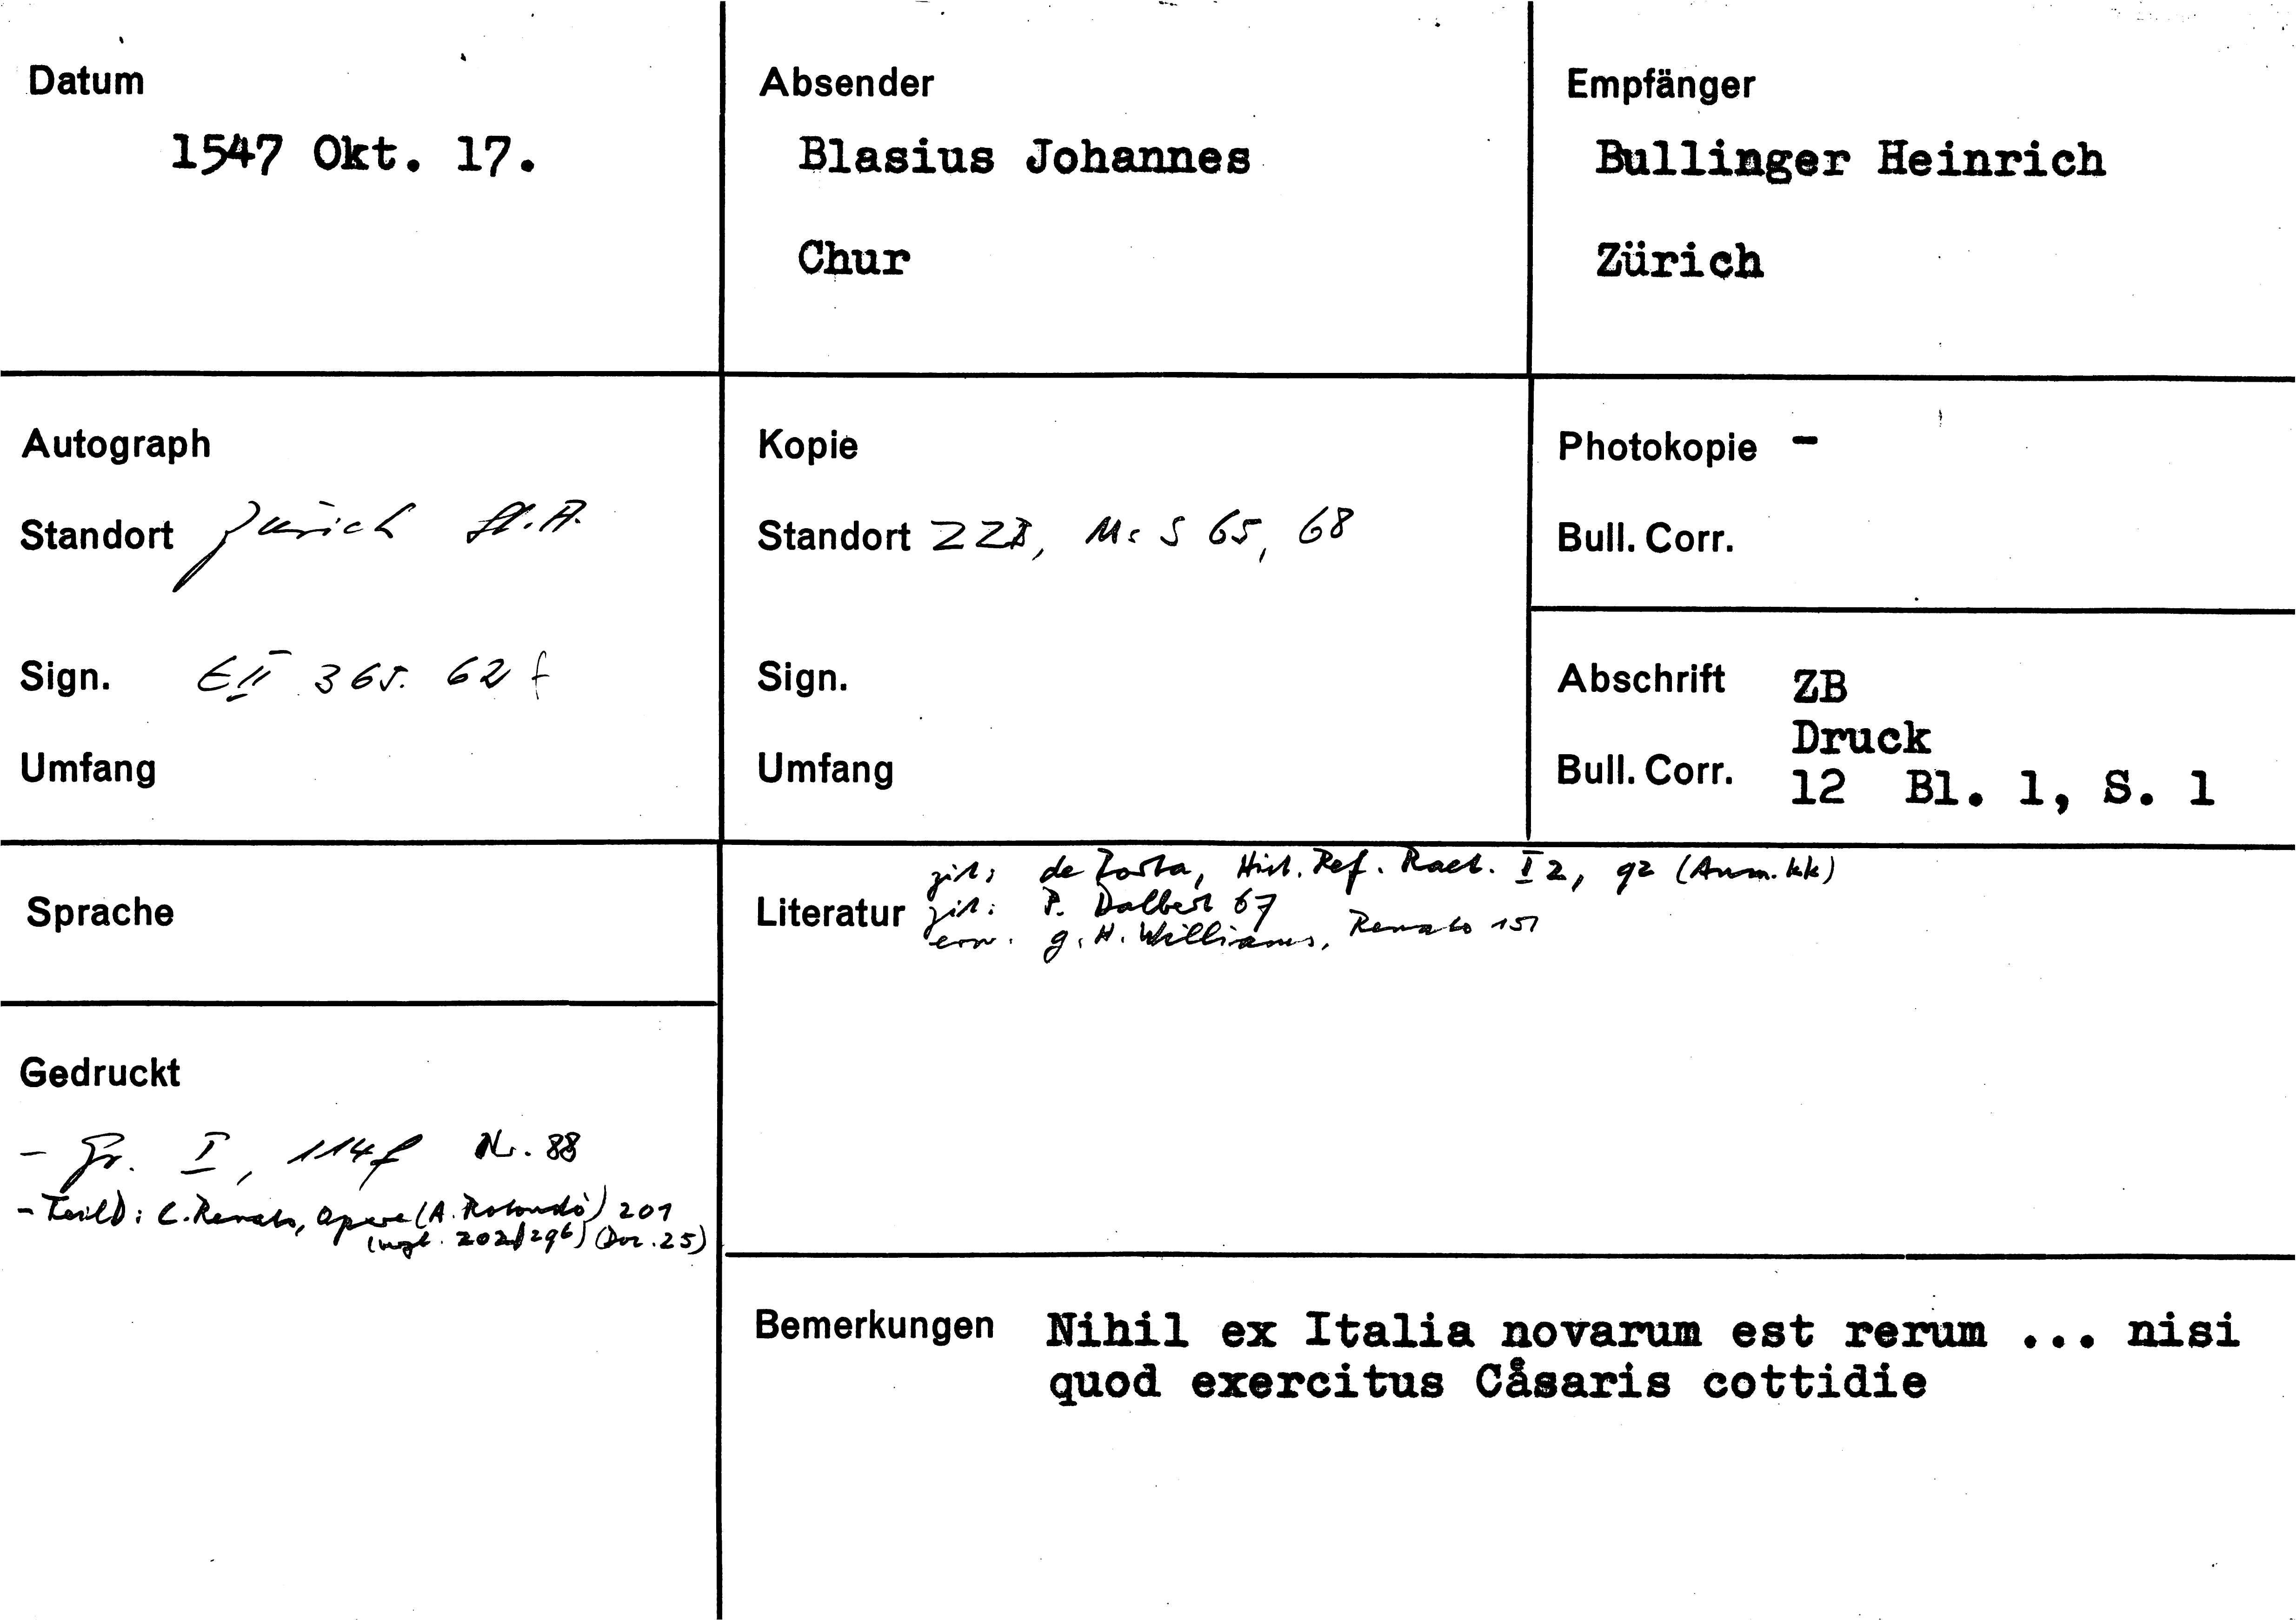 Datum
1547 Okt. 17.
Absender
Blasius Johannes
Chur
Empfänger
Bullinger Heinrich
Zürich
Autograph
Standort Zürich St.A.
Sign. E II 365. 62 f
Umfang
Kopie
Standort ZZB, Ms S 65, 68
Sign.
Umfang
Photokopie -
Bull. Corr.
Abschrift ZB
Druck
Bull. Corr. 12 Bl. 1, S. 1
Sprache
Literatur
zit: de Porta, Hist. Ref. Raet. I 2, 92 (Anm. kk)
zit: P. Dalbert 67
erw. G. H. Williams, Renato 151
Gedruckt
- Gr. I, 114f Nr. 88
- TeilD: C. Renato, Opere (A. Rotondò) 201
(vgl. 202/296) (Doc. 25)
Bemerkungen Nihil ex Italia novarum est rerum ... nisi
quod exercitus Cåsaris cottidie